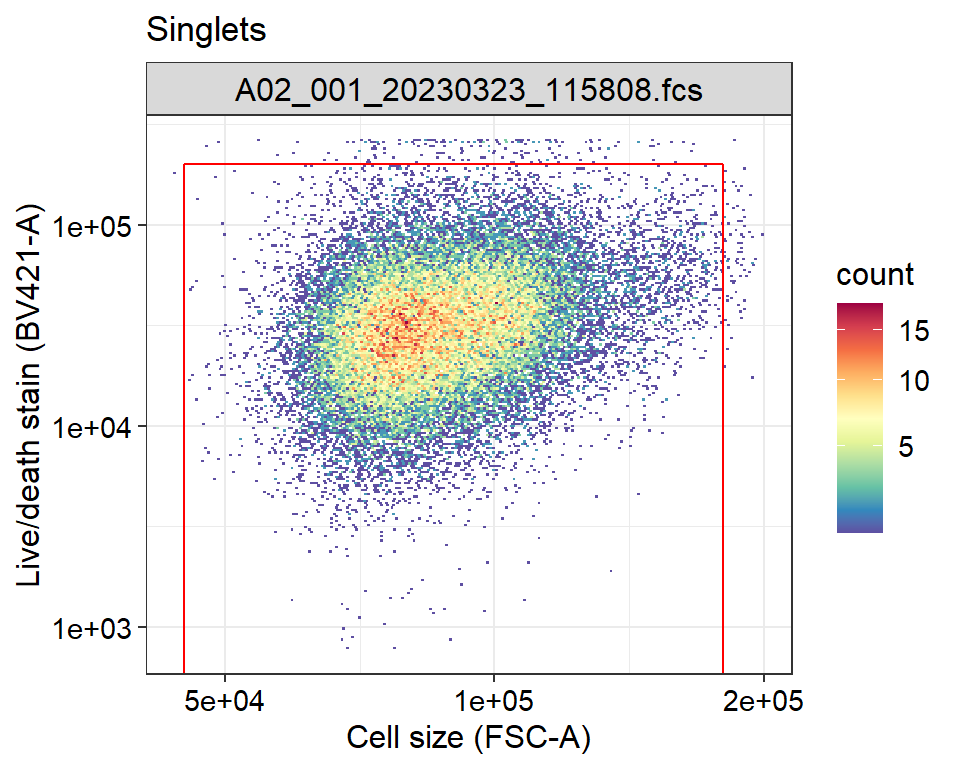 Singlets
A02_001_20230323_115808.fcs
Live/death stain (BV421-A)
1e+05
1e+04
1e+03
5e+04
1e+05
2e+05
Cell size (FSC-A)
count
15
10
5